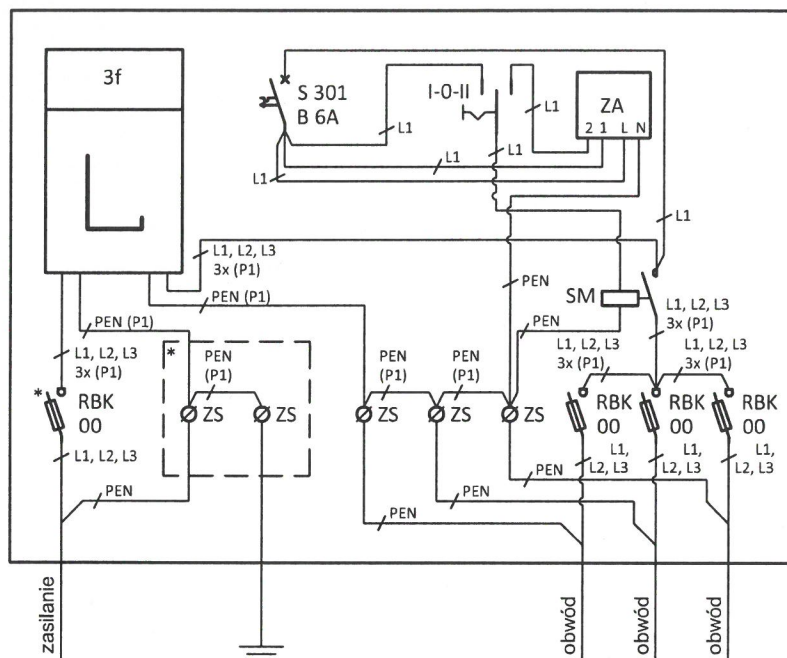 3f
S 301
B 6A
I-0-II
L1
ZA
2 1 L N
L1
L1
L1
L1
L1
L1
L1, L2, L3
3x (P1)
PEN (P1)
PEN
SM
PEN (P1)
PEN
L1, L2, L3
3x (P1)
L1, L2, L3
3x (P1)
*
PEN
(P1)
PEN
(P1)
PEN
(P1)
L1, L2, L3
3x (P1)
L1, L2, L3
3x (P1)
*
RBK
00
ZS
ZS
ZS
ZS
ZS
RBK
00
RBK
00
RBK
00
L1, L2, L3
L1,
L2, L3
L1,
L2, L3
L1,
L2, L3
PEN
PEN
PEN
PEN
zasilanie
obwód
obwód
obwód